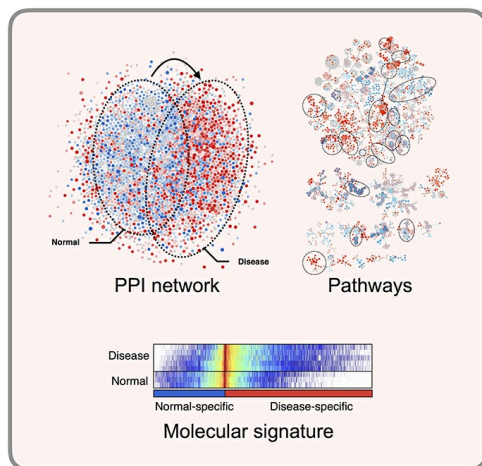 Normal
Disease
PPI network
Pathways
Disease
Normal
Normal-specific
Disease-specific
Molecular signature